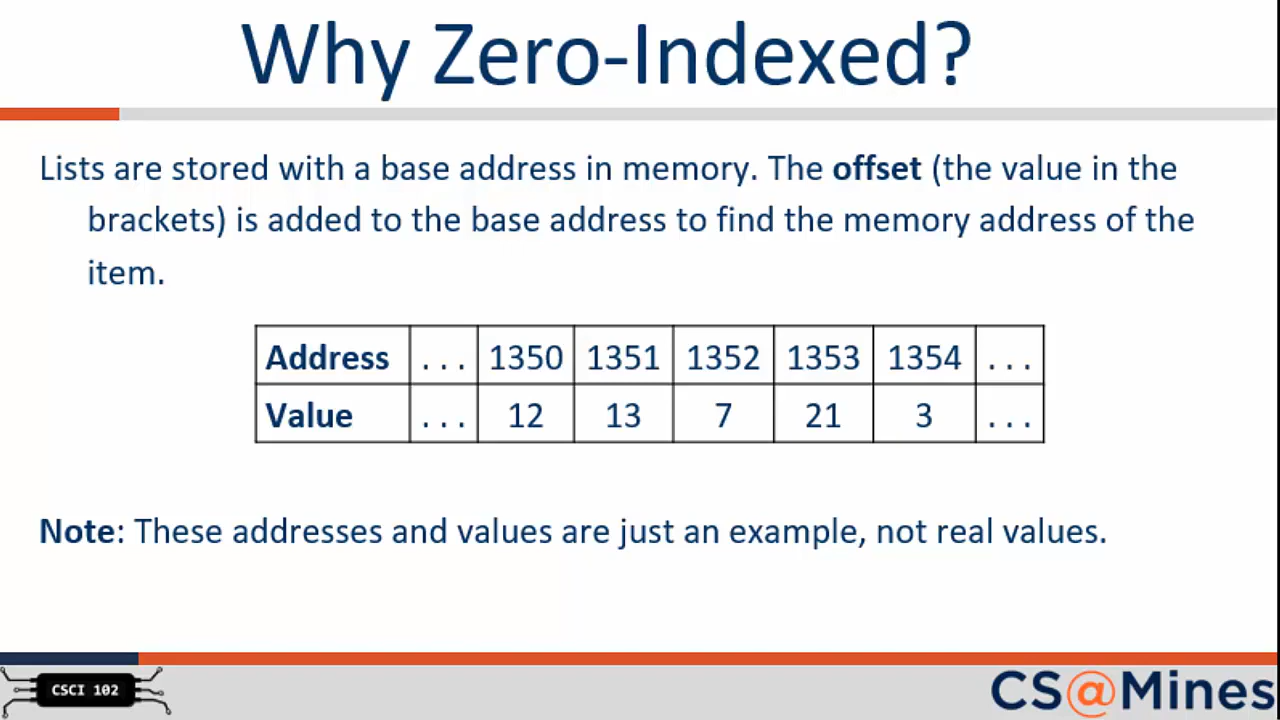 Why Zero-Indexed?
Lists are stored with a base address in memory. The offset (the value in the
brackets) is added to the base address to find the memory address of the
item.
Address . . . 1350 1351 1352 1353 1354 . . .
Value . . . 12 13 7 21 3 . . .
Note: These addresses and values are just an example, not real values.
CSCI 102
CS@Mines